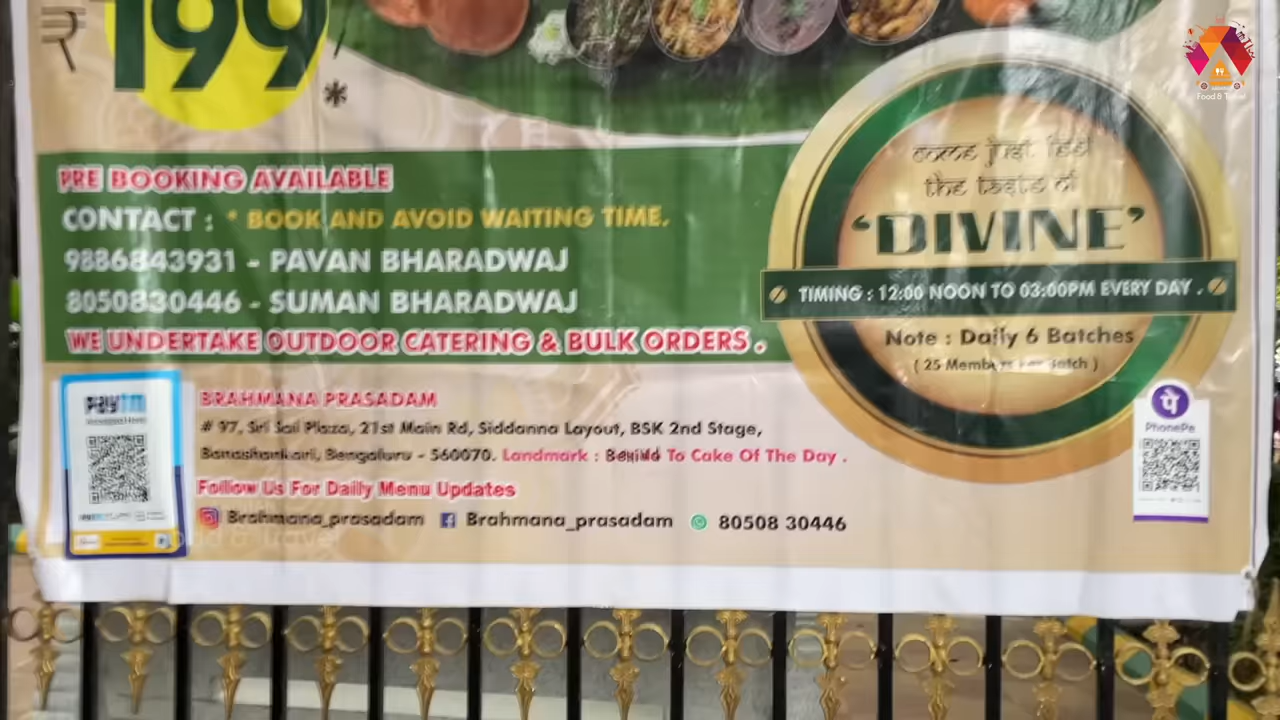 ₹ 199/*
PRE BOOKING AVAILABLE
CONTACT : * BOOK AND AVOID WAITING TIME.
9886843931 - PAVAN BHARADWAJ
8050830446 - SUMAN BHARADWAJ
WE UNDERTAKE OUTDOOR CATERING & BULK ORDERS .
come just feel
the taste of
‘DIVINE’
TIMING : 12:00 NOON TO 03:00PM EVERY DAY .
Note : Daily 6 Batches
( 25 Members Per Batch )
paytm
BRAHMANA PRASADAM
# 97, Sri Sai Plaza, 21st Main Rd, Siddanna Layout, BSK 2nd Stage,
Banashankari, Bengaluru - 560070. Landmark : Behind To Cake Of The Day .
Follow Us For Daily Menu Updates
Brahmana_prasadam Brahmana_prasadam 80508 30446
पे
PhonePe
Food & Travel